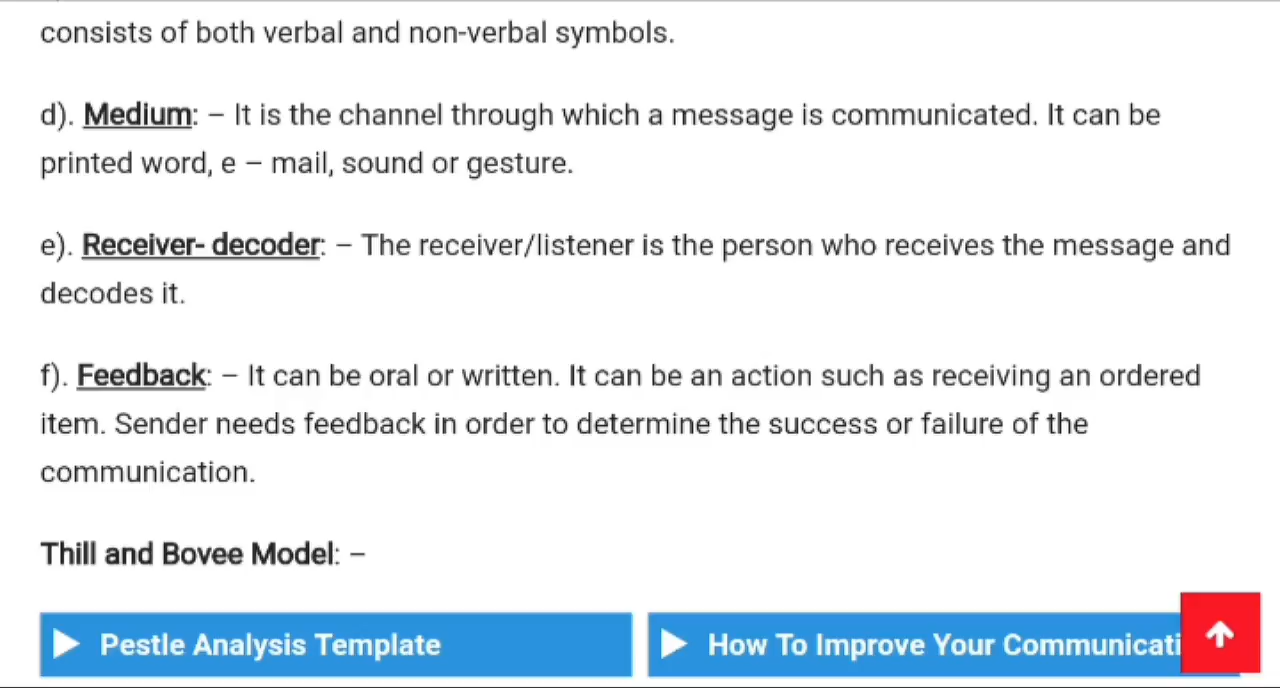 consists of both verbal and non-verbal symbols.
d). Medium: – It is the channel through which a message is communicated. It can be
printed word, e – mail, sound or gesture.
e). Receiver- decoder: – The receiver/listener is the person who receives the message and
decodes it.
f). Feedback: – It can be oral or written. It can be an action such as receiving an ordered
item. Sender needs feedback in order to determine the success or failure of the
communication.
Thill and Bovee Model: –
Pestle Analysis Template
How To Improve Your Communicati